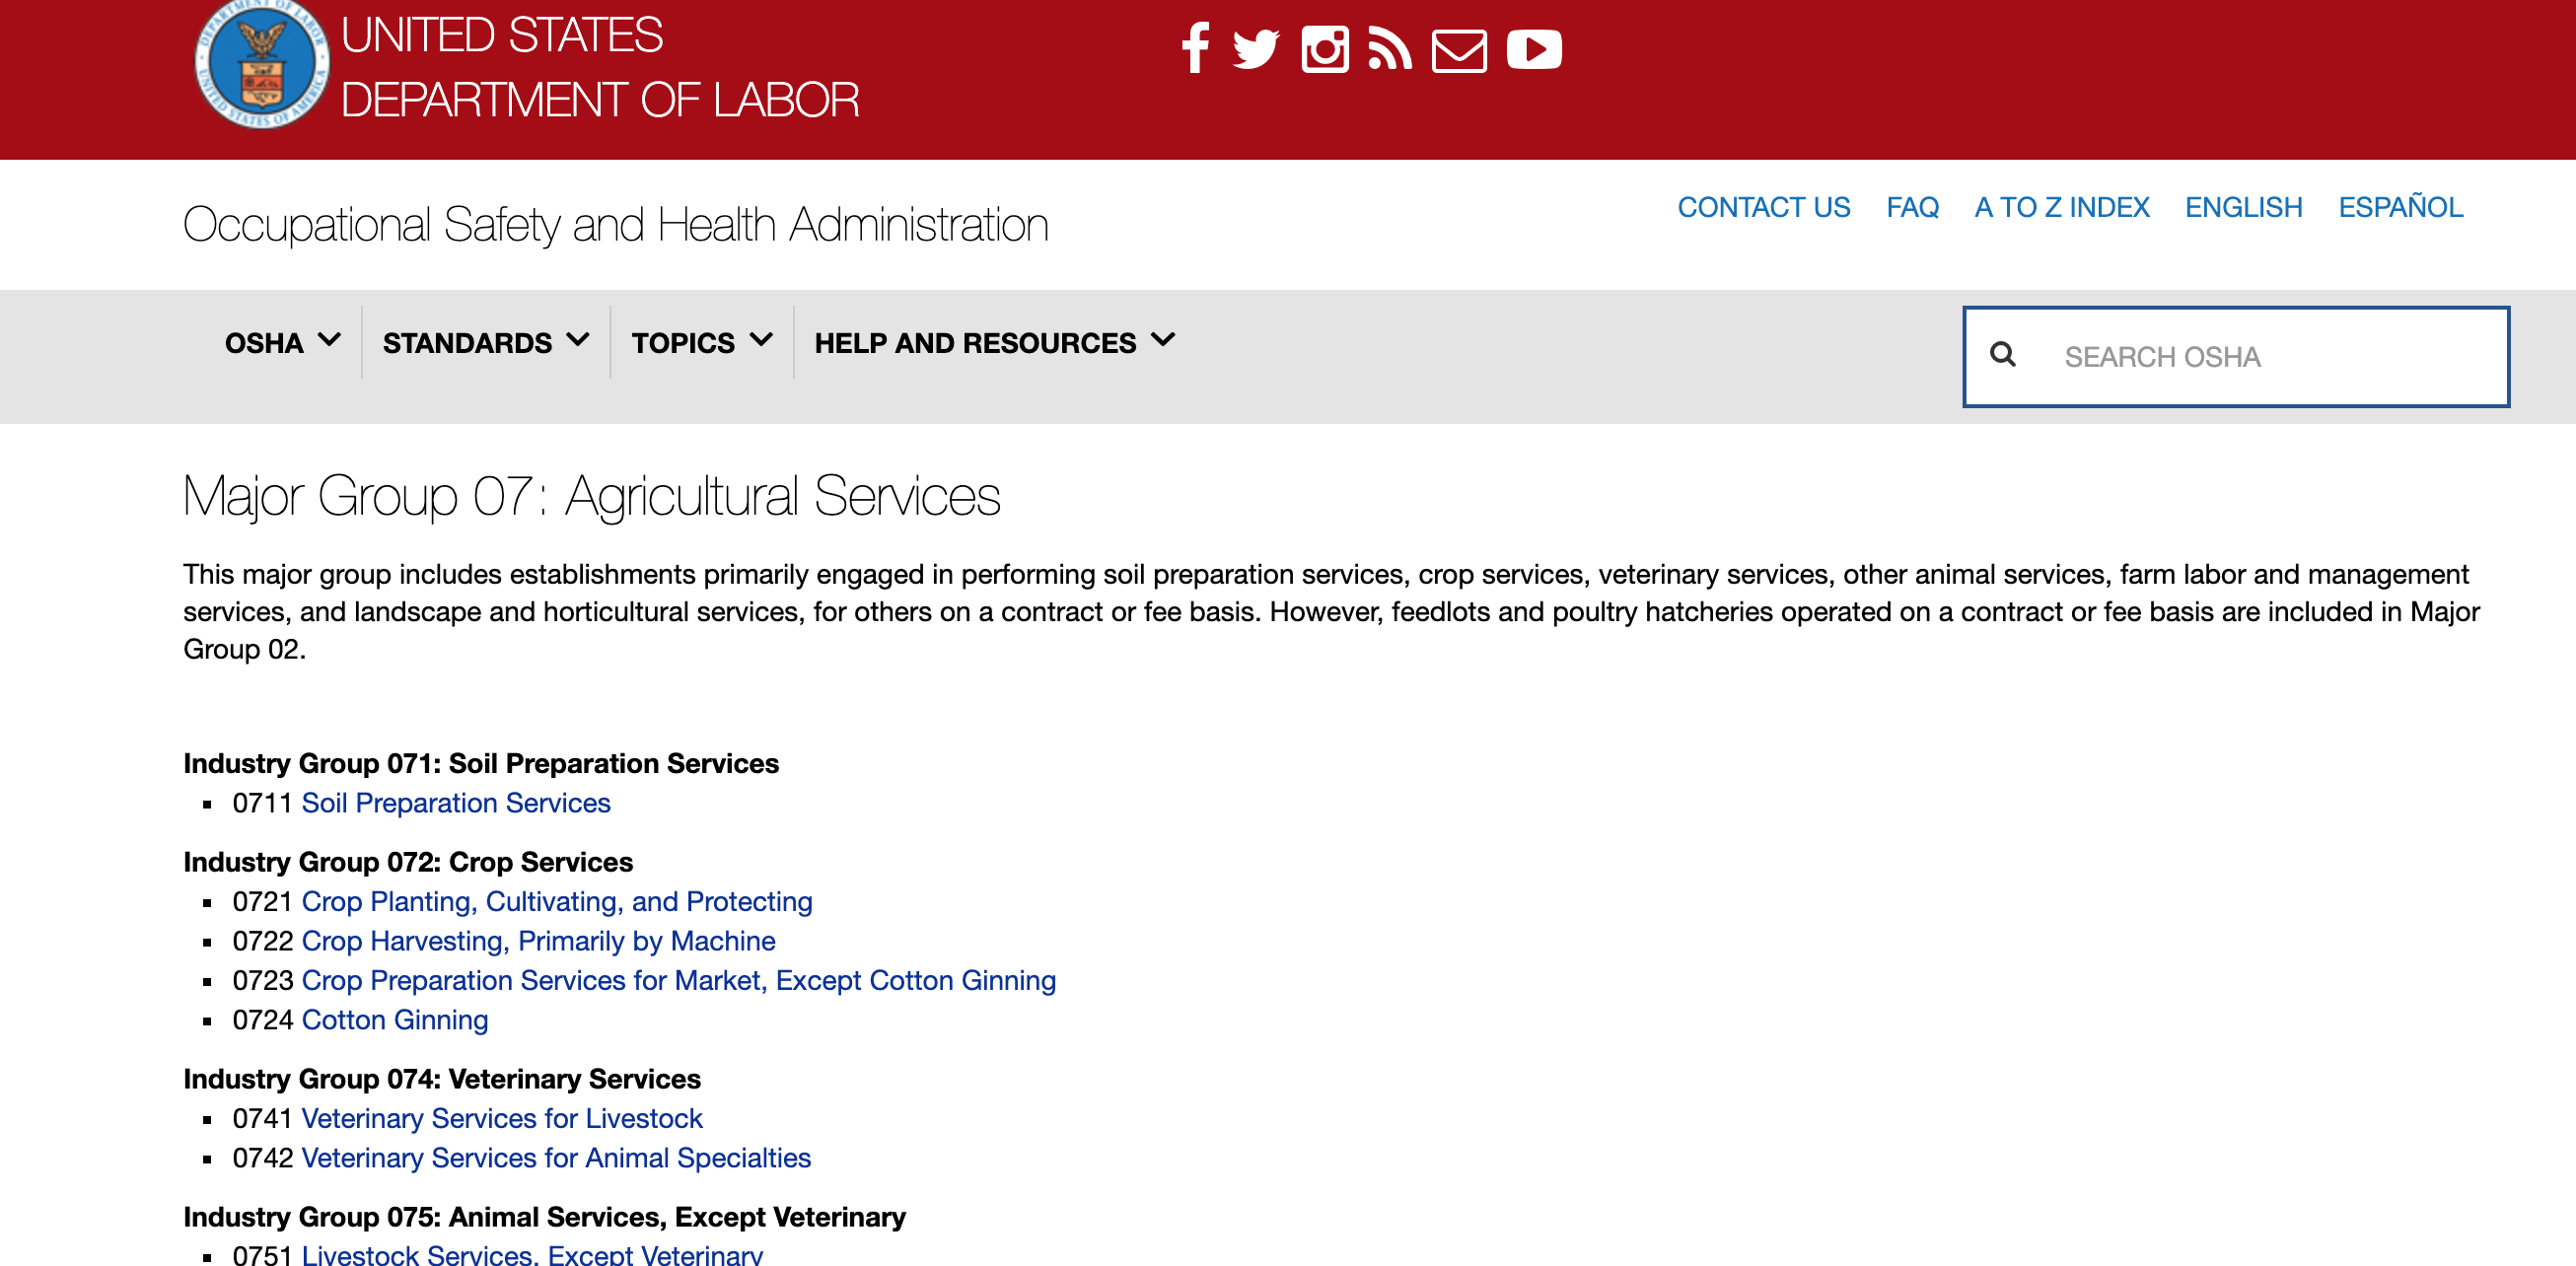 DEPARTMENT OF LABOR
UNITED STATES OF AMERICA
UNITED STATES
DEPARTMENT OF LABOR
Occupational Safety and Health Administration
CONTACT US FAQ A TO Z INDEX ENGLISH ESPAÑOL
OSHA STANDARDS TOPICS HELP AND RESOURCES
SEARCH OSHA
Major Group 07: Agricultural Services
This major group includes establishments primarily engaged in performing soil preparation services, crop services, veterinary services, other animal services, farm labor and management
services, and landscape and horticultural services, for others on a contract or fee basis. However, feedlots and poultry hatcheries operated on a contract or fee basis are included in Major
Group 02.
Industry Group 071: Soil Preparation Services
▪ 0711 Soil Preparation Services
Industry Group 072: Crop Services
▪ 0721 Crop Planting, Cultivating, and Protecting
▪ 0722 Crop Harvesting, Primarily by Machine
▪ 0723 Crop Preparation Services for Market, Except Cotton Ginning
▪ 0724 Cotton Ginning
Industry Group 074: Veterinary Services
▪ 0741 Veterinary Services for Livestock
▪ 0742 Veterinary Services for Animal Specialties
Industry Group 075: Animal Services, Except Veterinary
▪ 0751 Livestock Services, Except Veterinary